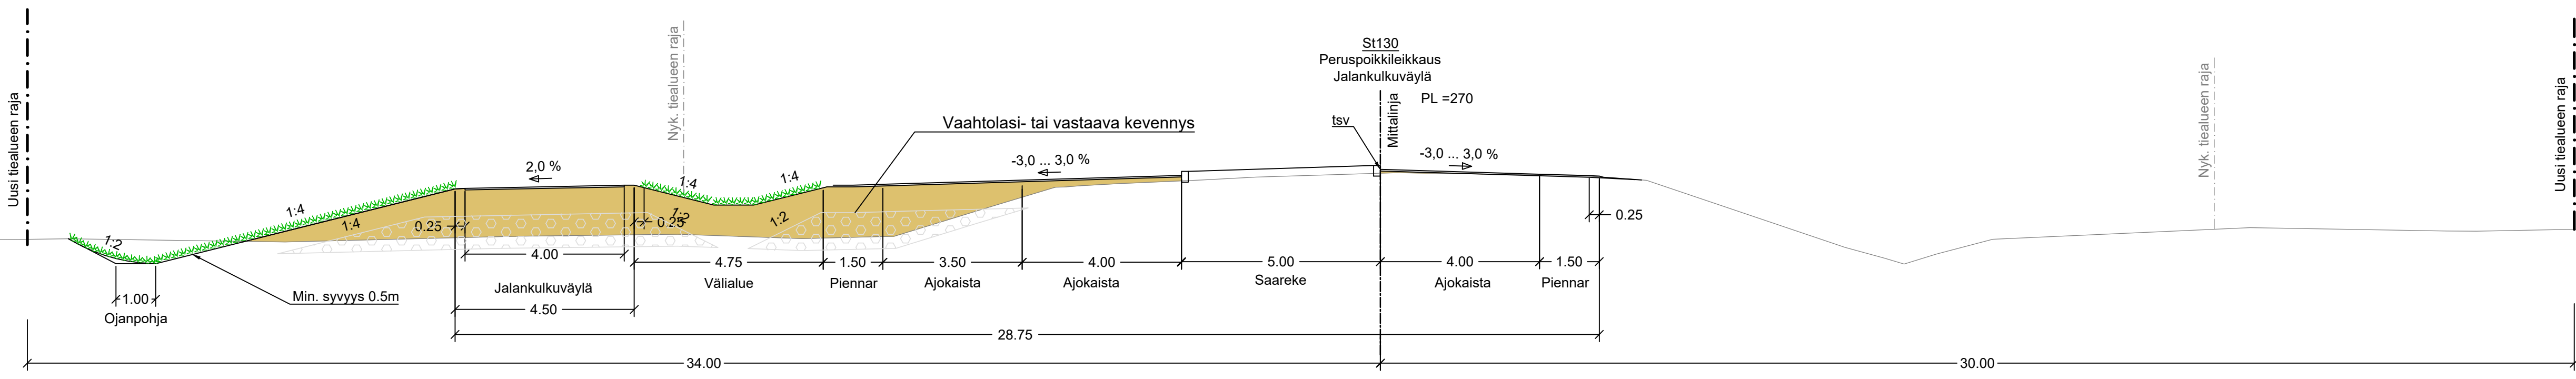 Uusi tiealueen raja
Nyk. tiealueen raja
St130
Peruspoikkileikkaus
Jalankulkuväylä
PL =270
Mittalinja
tsv
Nyk. tiealueen raja
Uusi tiealueen raja
Vaahtolasi- tai vastaava kevennys
2,0 %
-3,0 ... 3,0 %
-3,0 ... 3,0 %
1:2
1:4
1:4
1:4
1:4
1:2
1:2
0.25
0.25
0.25
4.00
4.75
1.50
3.50
4.00
5.00
4.00
1.50
Jalankulkuväylä
Välialue
Piennar
Ajokaista
Ajokaista
Saareke
Ajokaista
Piennar
1.00
Ojanpohja
Min. syvyys 0.5m
4.50
28.75
34.00
30.00